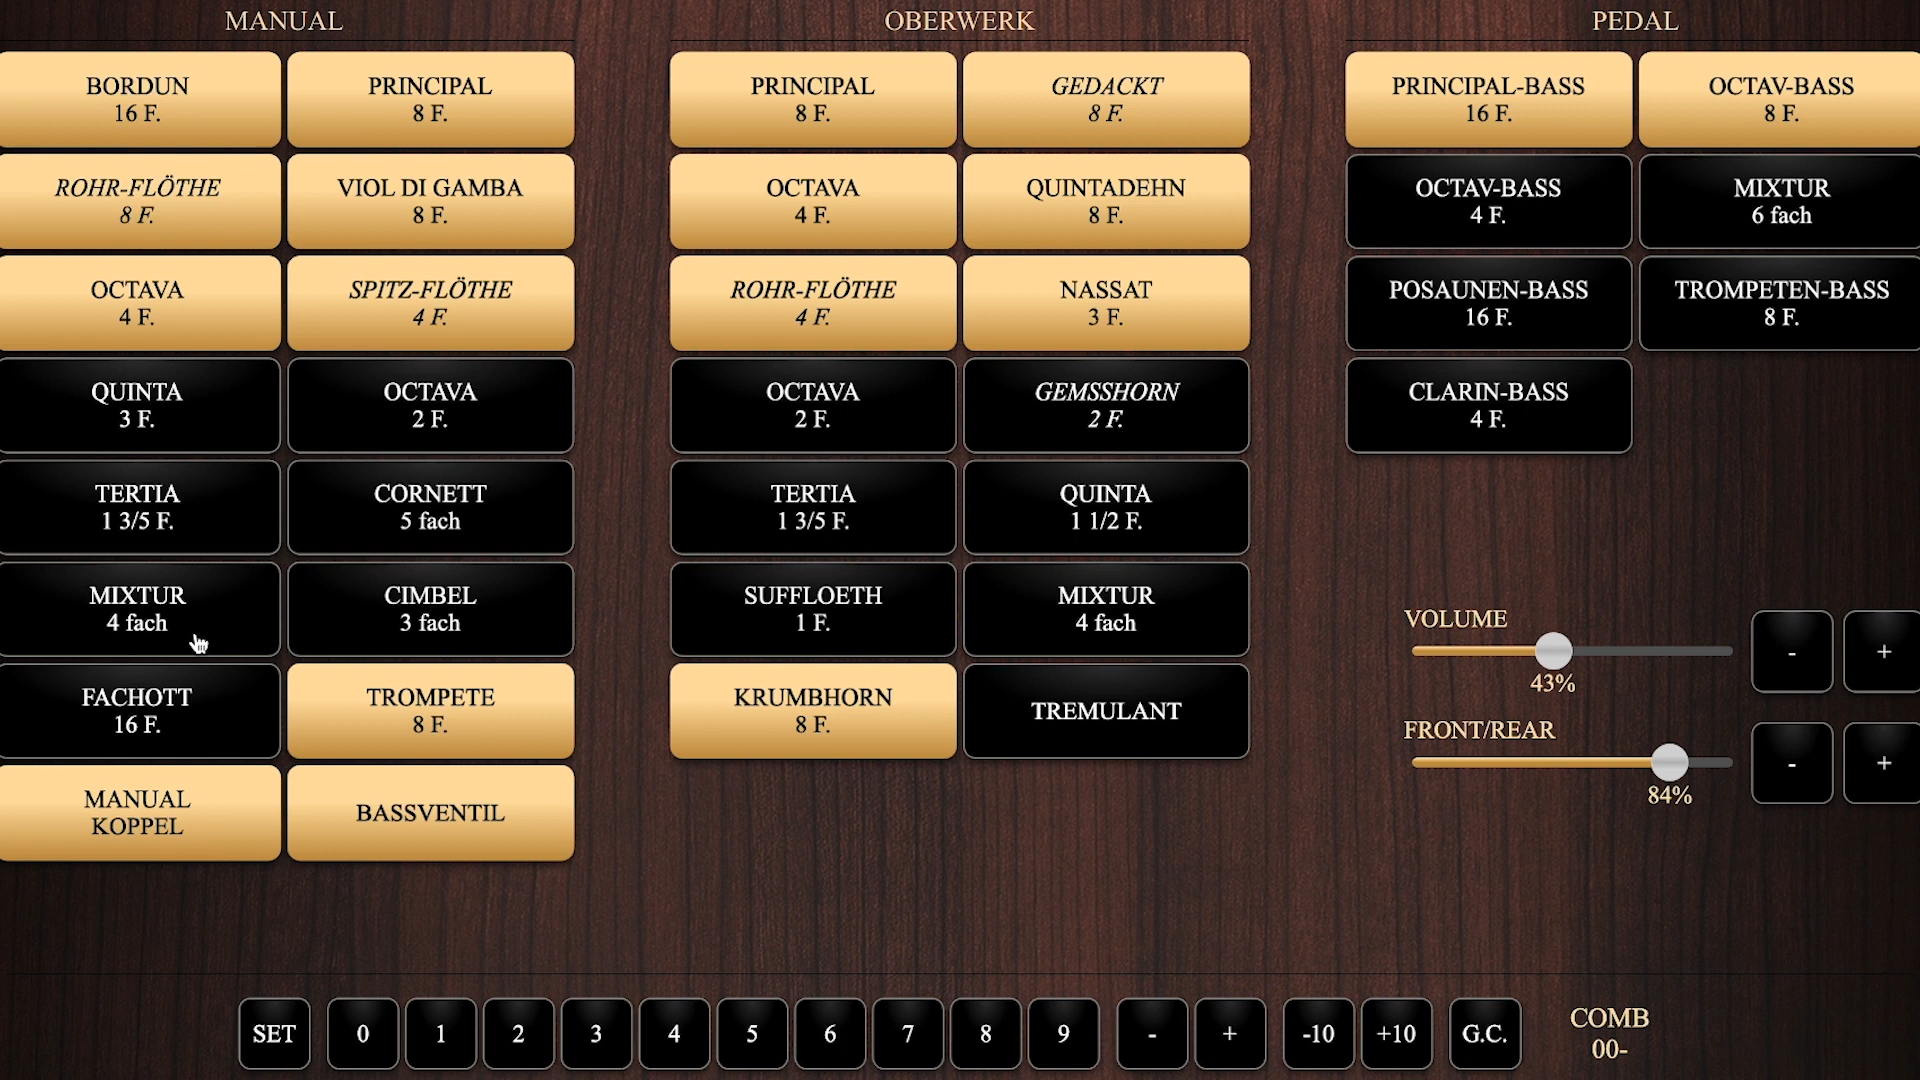 MANUAL
BORDUN
16 F.
PRINCIPAL
8 F.
ROHR-FLÖTHE
8 F.
VIOL DI GAMBA
8 F.
OCTAVA
4 F.
SPITZ-FLÖTHE
4 F.
QUINTA
3 F.
OCTAVA
2 F.
TERTIA
1 3/5 F.
CORNETT
5 fach
MIXTUR
4 fach
CIMBEL
3 fach
FACHOTT
16 F.
TROMPETE
8 F.
MANUAL
KOPPEL
BASSVENTIL
OBERWERK
PRINCIPAL
8 F.
GEDACKT
8 F.
OCTAVA
4 F.
QUINTADEHN
8 F.
ROHR-FLÖTHE
4 F.
NASSAT
3 F.
OCTAVA
2 F.
GEMSSHORN
2 F.
TERTIA
1 3/5 F.
QUINTA
1 1/2 F.
SUFFLOETH
1 F.
MIXTUR
4 fach
KRUMBHORN
8 F.
TREMULANT
PEDAL
PRINCIPAL-BASS
16 F.
OCTAV-BASS
8 F.
OCTAV-BASS
4 F.
MIXTUR
6 fach
POSAUNEN-BASS
16 F.
TROMPETEN-BASS
8 F.
CLARIN-BASS
4 F.
VOLUME
43%
- +
FRONT/REAR
84%
- +
SET 0 1 2 3 4 5 6 7 8 9 - + -10 +10 G.C.
COMB
00-